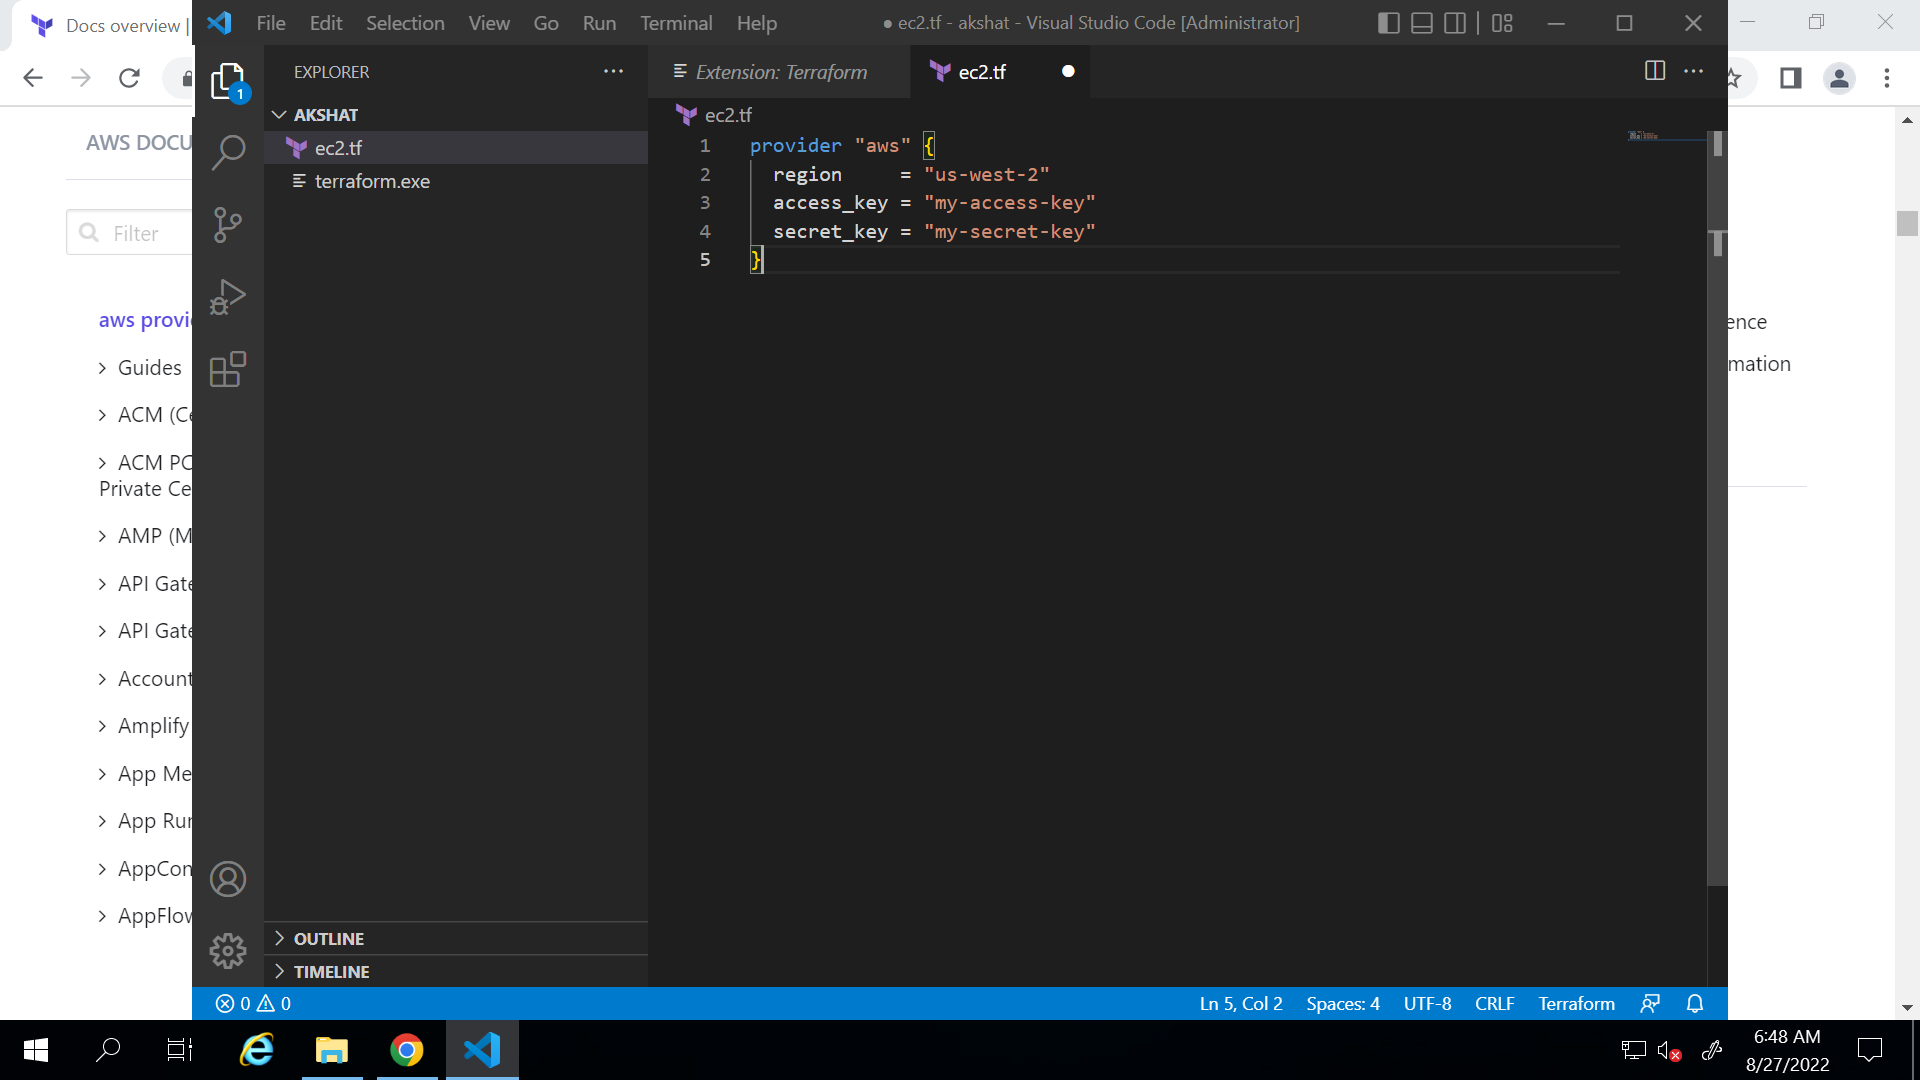 Docs overview |
File Edit Selection View Go Run Terminal Help
● ec2.tf - akshat - Visual Studio Code [Administrator]
EXPLORER
Extension: Terraform
ec2.tf
1
AKSHAT
ec2.tf
ec2.tf
terraform.exe
1 provider "aws" {
2 region = "us-west-2"
3 access_key = "my-access-key"
4 secret_key = "my-secret-key"
5 }
AWS DOCU
Filter
aws provi
Guides
ACM (Ce
ACM PC
Private Ce
AMP (M
API Gate
API Gate
Account
Amplify
App Me
App Run
AppCon
AppFlow
ence
mation
OUTLINE
TIMELINE
0 0
Ln 5, Col 2 Spaces: 4 UTF-8 CRLF Terraform
6:48 AM
8/27/2022